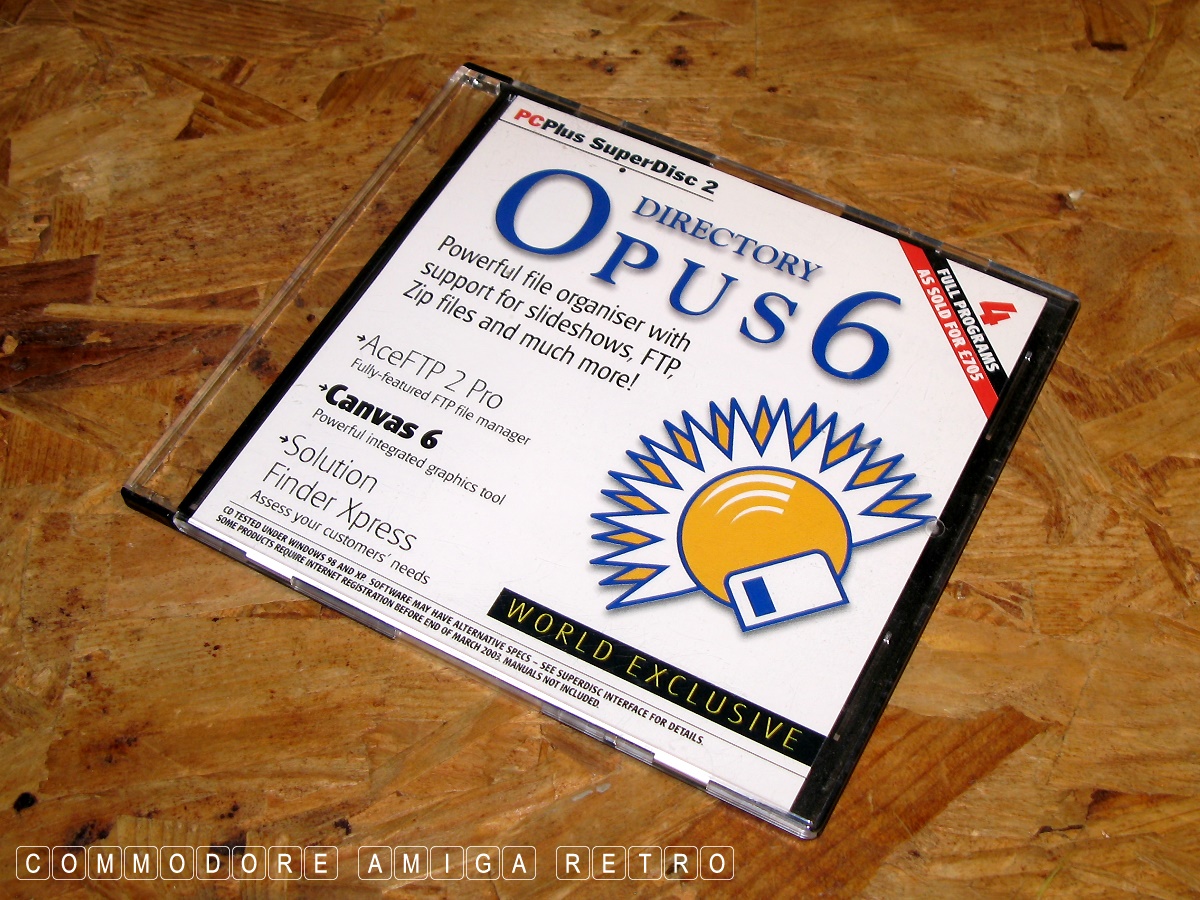 PCPlus SuperDisc 2
DIRECTORY
OPUS 6
Powerful file organiser with
support for slideshows, FTP,
Zip files and much more!
4
FULL PROGRAMS
AS SOLD FOR £705
AceFTP 2 Pro
Fully-featured FTP file manager
Canvas 6
Powerful integrated graphics tool
Solution
Finder Xpress
Assess your customers' needs
WORLD EXCLUSIVE
CD TESTED UNDER WINDOWS 98 AND XP. SOFTWARE MAY HAVE ALTERNATIVE SPECS – SEE SUPERDISC INTERFACE FOR DETAILS.
SOME PRODUCTS REQUIRE INTERNET REGISTRATION BEFORE END OF MARCH 2003. MANUALS NOT INCLUDED.
COMMODORE AMIGA RETRO